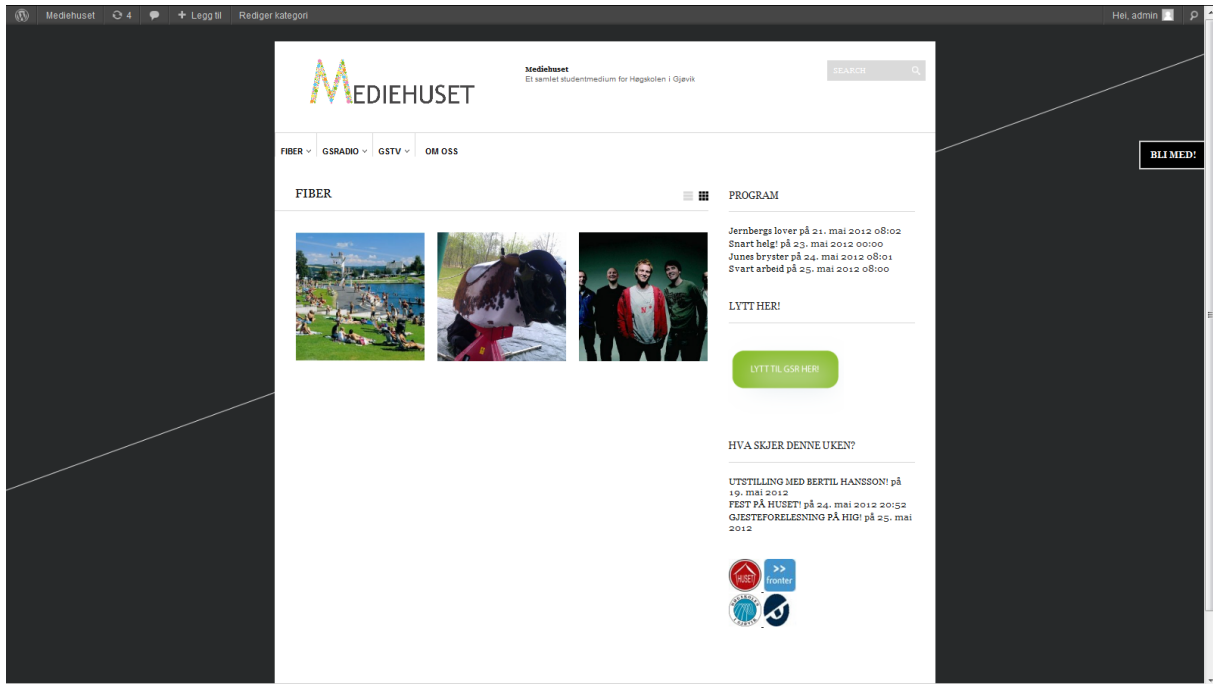 Mediehuset 4 Legg til Rediger kategori Hei, admin
MEDIEHUSET
Mediehuset
Et samlet studentmedium for Høgskolen i Gjøvik
SEARCH
FIBER GSRADIO GSTV OM OSS
BLI MED!
FIBER
PROGRAM
Jernbergs lover på 21. mai 2012 08:02
Snart helg! på 23. mai 2012 00:00
Junes bryster på 24. mai 2012 08:01
Svart arbeid på 25. mai 2012 08:00
LYTT HER!
LYTT TIL GSR HER!
HVA SKJER DENNE UKEN?
UTSTILLING MED BERTIL HANSSON! på
19. mai 2012
FEST PÅ HUSET! på 24. mai 2012 20:52
GJESTEFORELESNING PÅ HIG! på 25. mai
2012
HUSET
>>
fronter
HØGSKOLEN
I GJØVIK